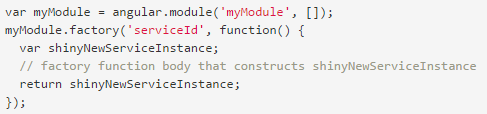 var myModule = angular.module('myModule', []);
myModule.factory('serviceId', function() {
  var shinyNewServiceInstance;
  // factory function body that constructs shinyNewServiceInstance
  return shinyNewServiceInstance;
});